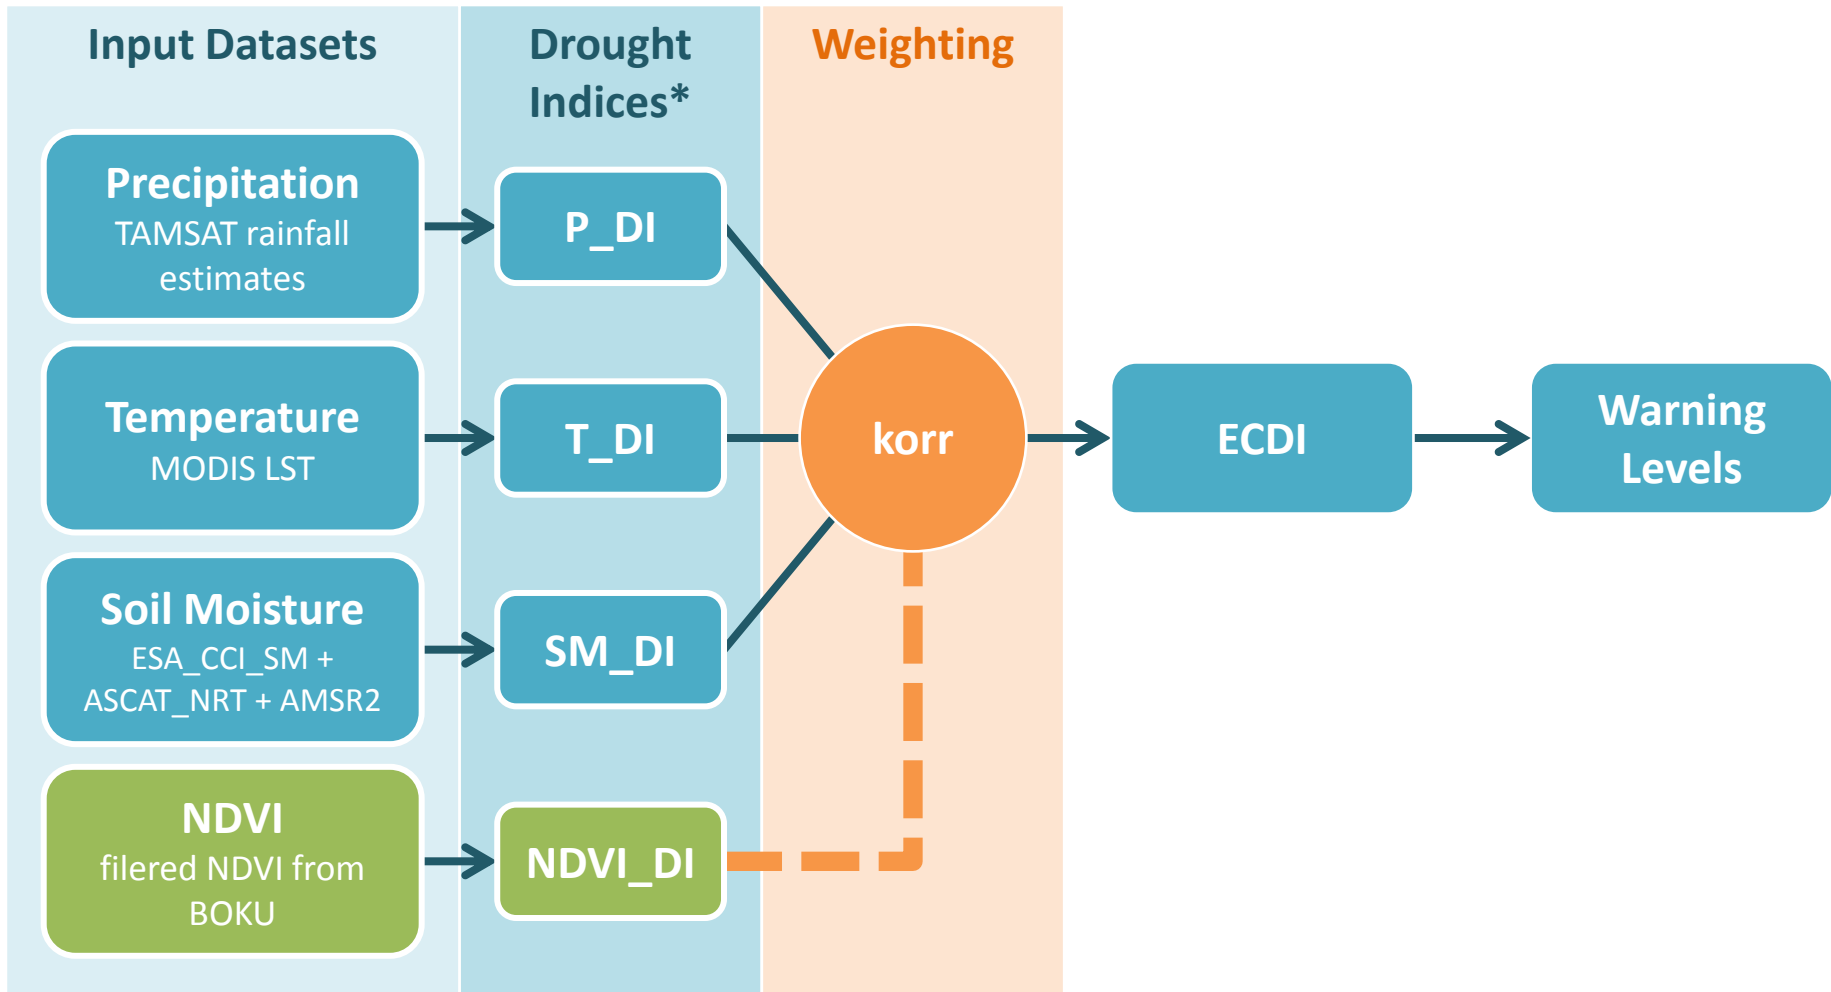 Input Datasets
Drought
Indices*
Weighting
Precipitation
TAMSAT rainfall
estimates
P_DI
Temperature
MODIS LST
T_DI
korr
ECDI
Warning
Levels
Soil Moisture
ESA_CCI_SM +
ASCAT_NRT + AMSR2
SM_DI
NDVI
filered NDVI from
BOKU
NDVI_DI